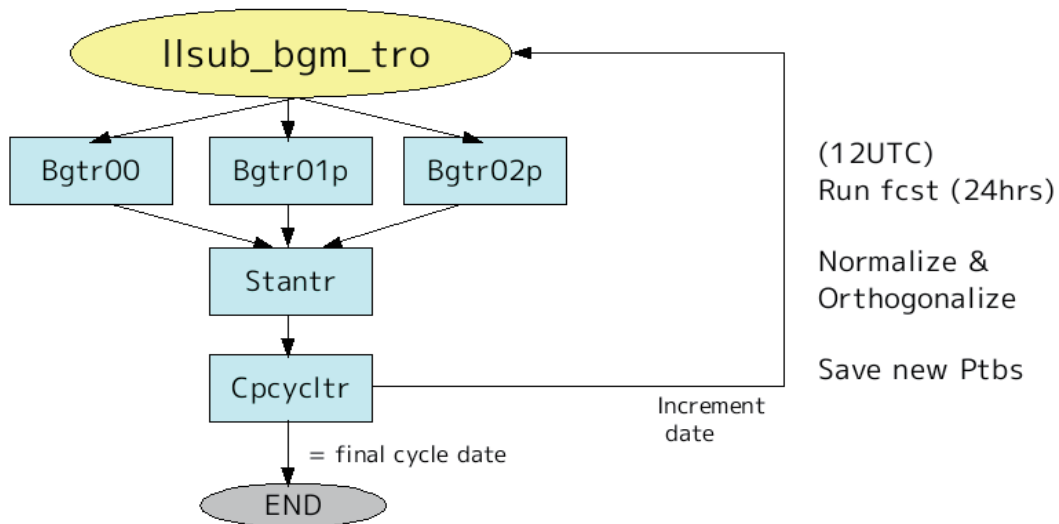 llsub_bgm_tro
Bgtr00
Bgtr01p
Bgtr02p
(12UTC)
Run fcst (24hrs)
Stantr
Normalize &
Orthogonalize
Cpcycltr
Save new Ptbs
Increment
date
= final cycle date
END